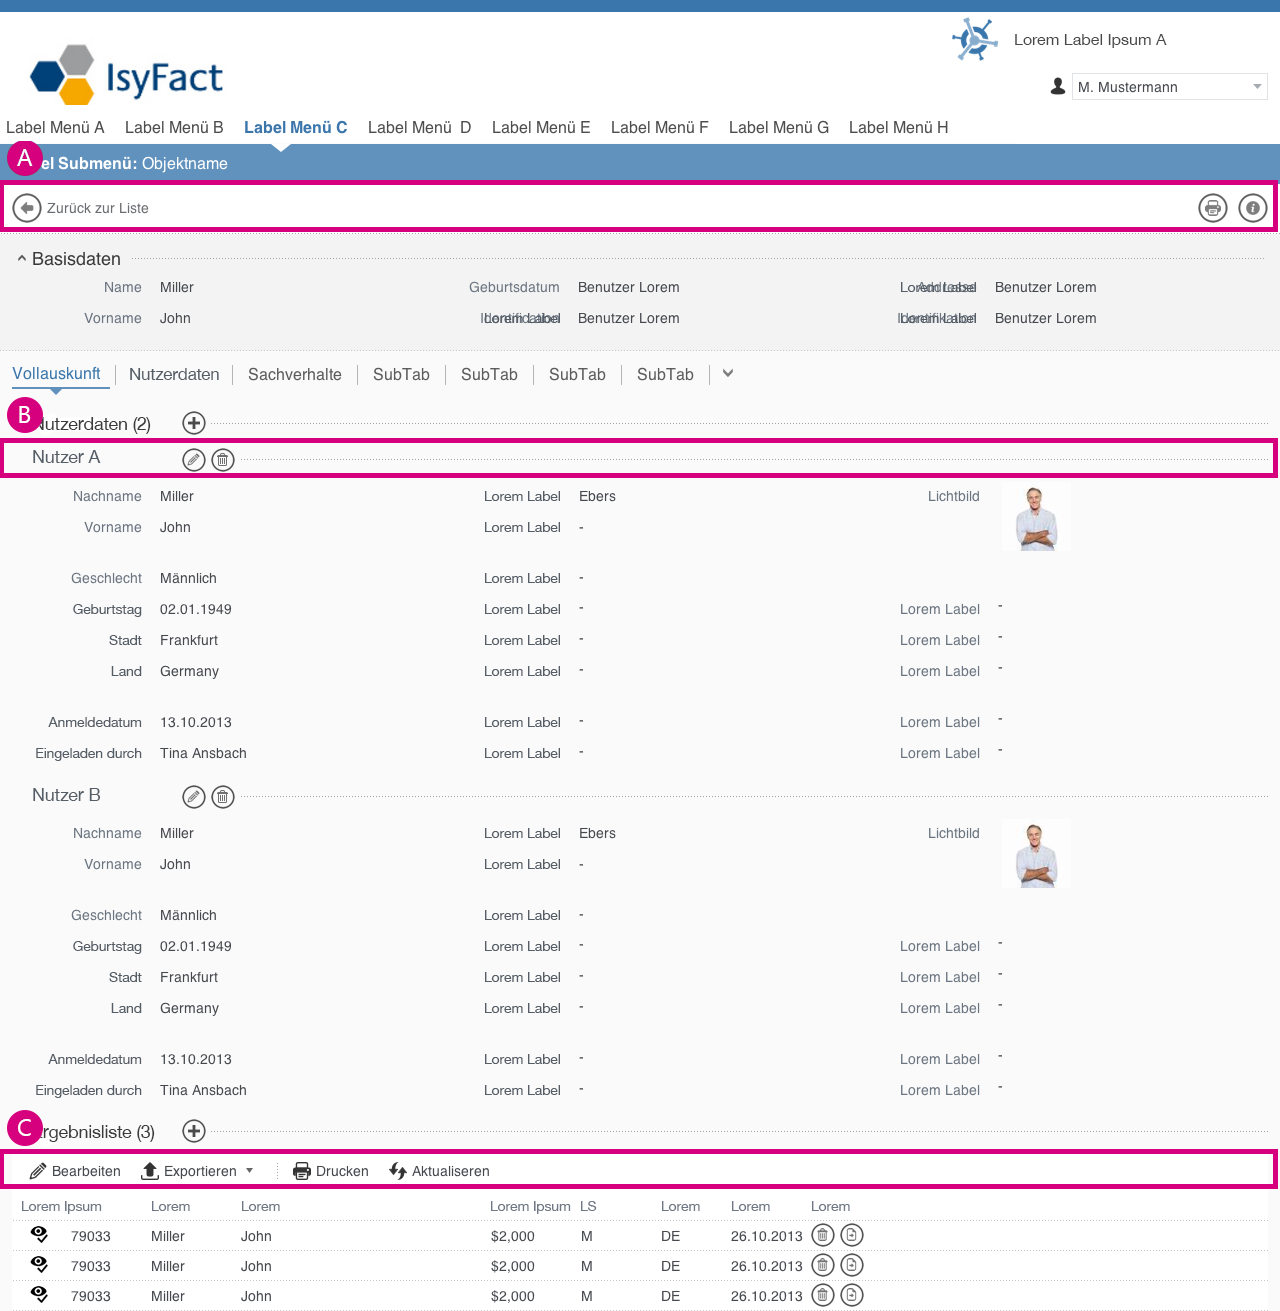 Lorem Label Ipsum A
IsyFact
M. Mustermann
Label Menü A Label Menü B Label Menü C Label Menü D Label Menü E Label Menü F Label Menü G Label Menü H
A el Submenü: Objektname
Zurück zur Liste
Basisdaten
Name Miller Geburtsdatum Benutzer Lorem Lorem Label Benutzer Lorem
Vorname John Lorem Label Benutzer Lorem Lorem Label Benutzer Lorem
Vollauskunft Nutzerdaten Sachverhalte SubTab SubTab SubTab SubTab
B Nutzerdaten (2)
Nutzer A
Nachname Miller Lorem Label Ebers Lichtbild
Vorname John Lorem Label -
Geschlecht Männlich Lorem Label -
Geburtstag 02.01.1949 Lorem Label - Lorem Label -
Stadt Frankfurt Lorem Label - Lorem Label -
Land Germany Lorem Label - Lorem Label -
Anmeldedatum 13.10.2013 Lorem Label - Lorem Label -
Eingeladen durch Tina Ansbach Lorem Label - Lorem Label -
Nutzer B
Nachname Miller Lorem Label Ebers Lichtbild
Vorname John Lorem Label -
Geschlecht Männlich Lorem Label -
Geburtstag 02.01.1949 Lorem Label - Lorem Label -
Stadt Frankfurt Lorem Label - Lorem Label -
Land Germany Lorem Label - Lorem Label -
Anmeldedatum 13.10.2013 Lorem Label - Lorem Label -
Eingeladen durch Tina Ansbach Lorem Label - Lorem Label -
C rgebnisliste (3)
Bearbeiten Exportieren Drucken Aktualiseren
Lorem Ipsum Lorem Lorem Lorem Ipsum LS Lorem Lorem Lorem
79033 Miller John $2,000 M DE 26.10.2013
79033 Miller John $2,000 M DE 26.10.2013
79033 Miller John $2,000 M DE 26.10.2013